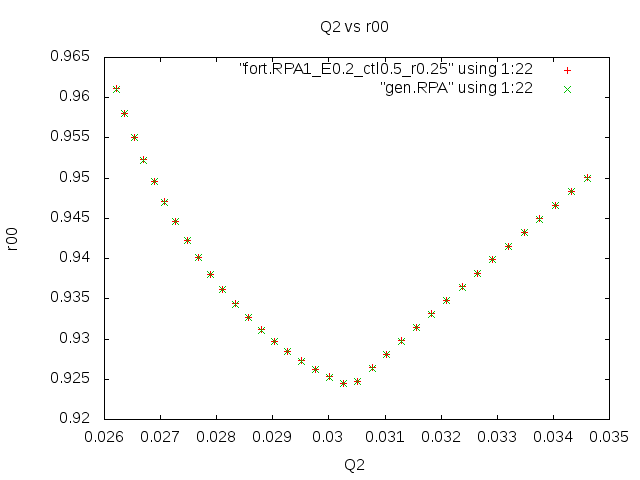 Q2 vs r00
"fort.RPA1_E0.2_ctl0.5_r0.25" using 1:22
"gen.RPA" using 1:22
0.965
0.96
0.955
0.95
0.945
0.94
0.935
0.93
0.925
0.92
r00
0.026 0.027 0.028 0.029 0.03 0.031 0.032 0.033 0.034 0.035
Q2